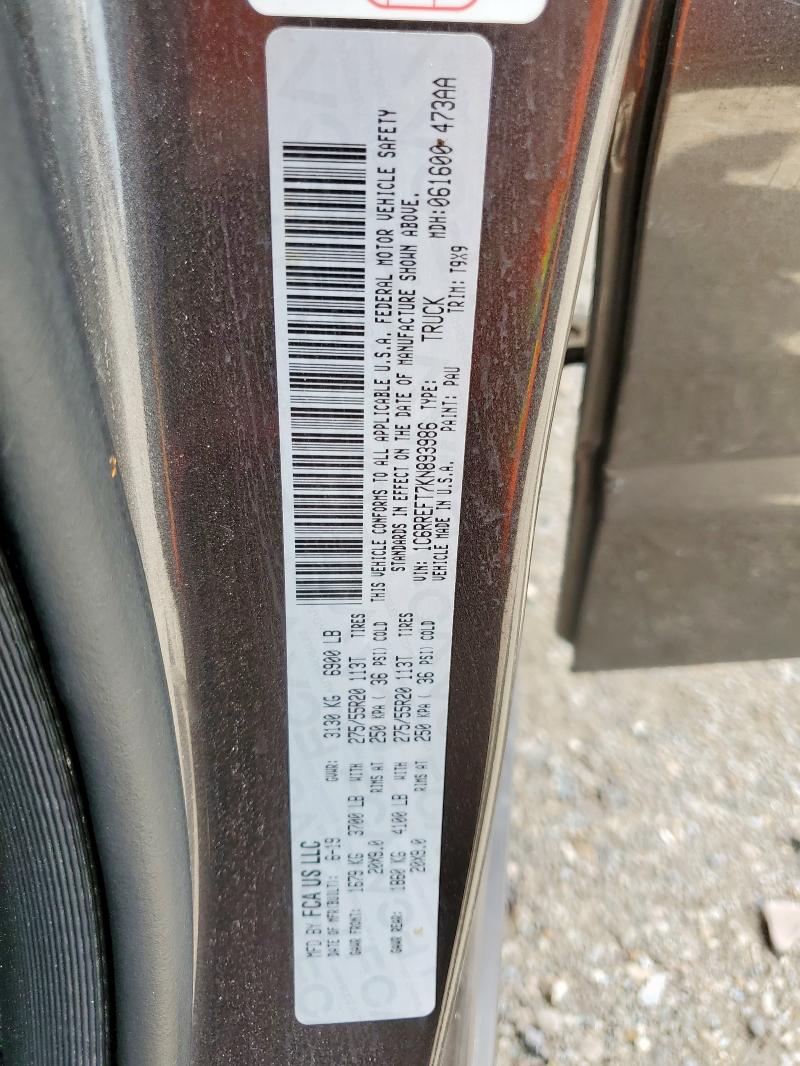 MFD BY FCA US LLC
DATE OF MFR(BUILT): 6-19 GVWR: 3130 KG 6900 LB
GAWR FRONT: 1679 KG 3700 LB WITH 275/55R20 113T TIRES
20X9.0 RIMS AT 250 KPA ( 36 PSI) COLD
GAWR REAR: 1860 KG 4100 LB WITH 275/55R20 113T TIRES
20X9.0 RIMS AT 250 KPA ( 36 PSI) COLD
THIS VEHICLE CONFORMS TO ALL APPLICABLE U.S.A. FEDERAL MOTOR VEHICLE SAFETY
STANDARDS IN EFFECT ON THE DATE OF MANUFACTURE SHOWN ABOVE.
VIN: 1C6RREFT7KN893986 TYPE: TRUCK MDH:061600 473AA
VEHICLE MADE IN U.S.A. PAINT: PAU TRIM: T9X9